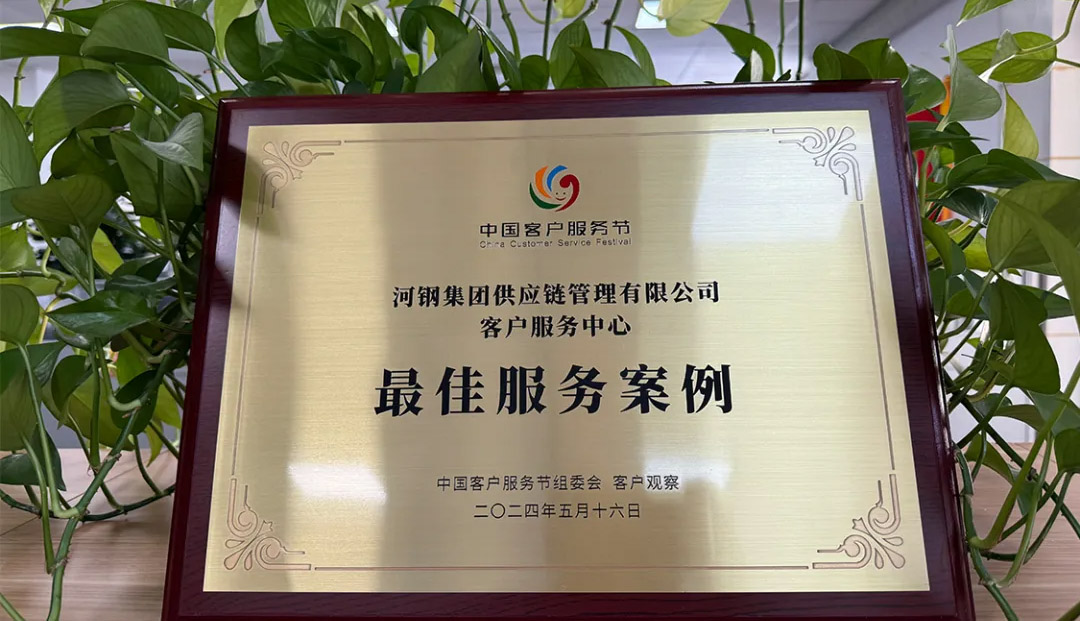 中国客户服务节
China Customer Service Festival
河钢集团供应链管理有限公司
客户服务中心
最佳服务案例
中国客户服务节组委会 客户观察
二〇二四年五月十六日